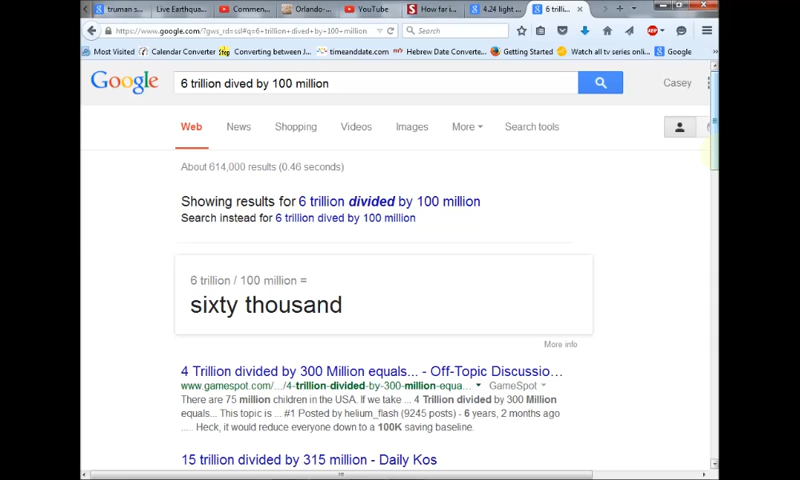 truman s... Live Earthqua... Commen... Orlando-... YouTube How far i... 4.24 light ... 6 trilli...
https://www.google.com/?gws_rd=ssl#q=6+trillion+dived+by+100+million Search
Most Visited Calendar Converter Converting between J... timeanddate.com Hebrew Date Converte... Getting Started Watch all tv series onli... Google
Google 6 trillion dived by 100 million Casey
Web News Shopping Videos Images More Search tools
About 614,000 results (0.46 seconds)
Showing results for 6 trillion divided by 100 million
Search instead for 6 trillion dived by 100 million
6 trillion / 100 million =
sixty thousand
More info
4 Trillion divided by 300 Million equals... - Off-Topic Discussio...
www.gamespot.com/.../4-trillion-divided-by-300-million-equa... GameSpot
There are 75 million children in the USA. If we take ... 4 Trillion divided by 300 Million
equals... This topic is ... #1 Posted by helium_flash (9245 posts) - 6 years, 2 months ago
..... Heck, it would reduce everyone down to a 100K saving baseline.
15 trillion divided by 315 million - Daily Kos